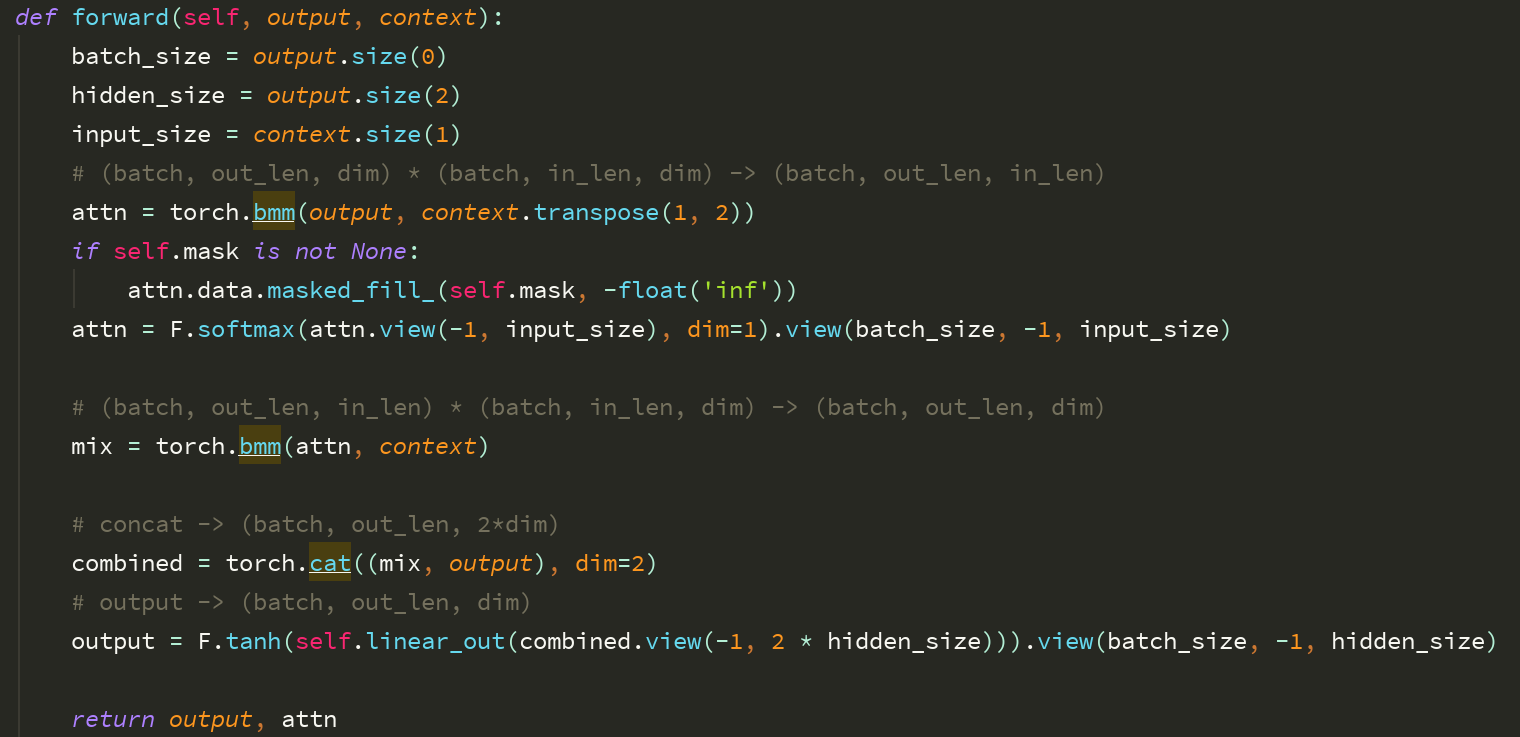 def forward(self, output, context):
    batch_size = output.size(0)
    hidden_size = output.size(2)
    input_size = context.size(1)
    # (batch, out_len, dim) * (batch, in_len, dim) -> (batch, out_len, in_len)
    attn = torch.bmm(output, context.transpose(1, 2))
    if self.mask is not None:
        attn.data.masked_fill_(self.mask, -float('inf'))
    attn = F.softmax(attn.view(-1, input_size), dim=1).view(batch_size, -1, input_size)

    # (batch, out_len, in_len) * (batch, in_len, dim) -> (batch, out_len, dim)
    mix = torch.bmm(attn, context)

    # concat -> (batch, out_len, 2*dim)
    combined = torch.cat((mix, output), dim=2)
    # output -> (batch, out_len, dim)
    output = F.tanh(self.linear_out(combined.view(-1, 2 * hidden_size))).view(batch_size, -1, hidden_size)

    return output, attn